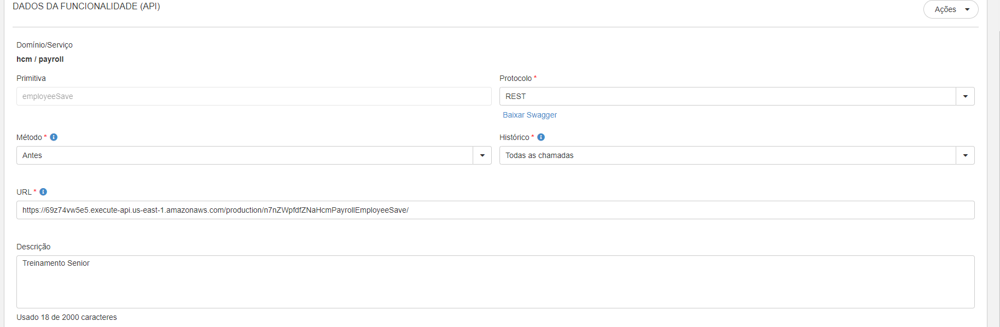 DADOS DA FUNCIONALIDADE (API)
Ações
Domínio/Serviço
hcm / payroll
Primitiva
employeeSave
Protocolo *
REST
Baixar Swagger
Método *
Antes
Histórico *
Todas as chamadas
URL *
https://69z74vw5e5.execute-api.us-east-1.amazonaws.com/production/n7nZWpfdfZNaHcmPayrollEmployeeSave/
Descrição
Treinamento Senior
Usado 18 de 2000 caracteres